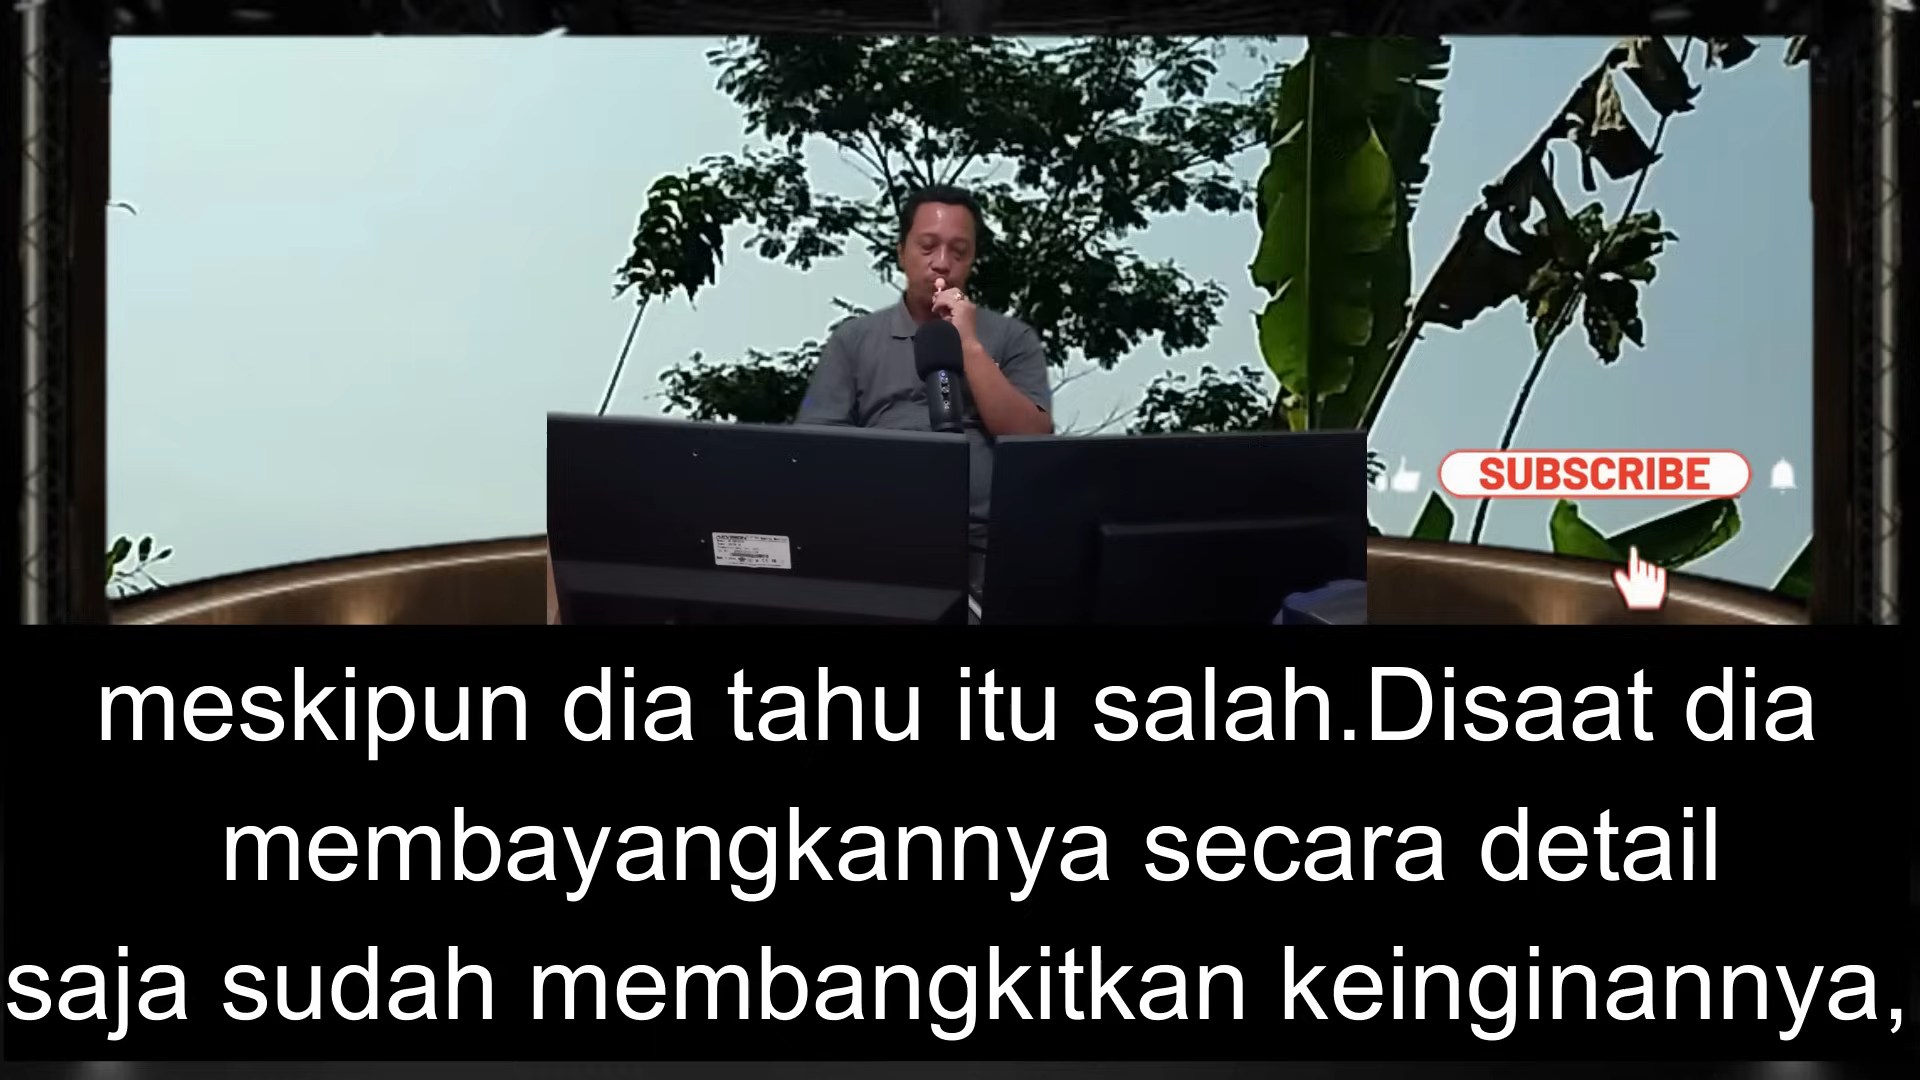 SUBSCRIBE
meskipun dia tahu itu salah.Disaat dia
membayangkannya secara detail
saja sudah membangkitkan keinginannya,